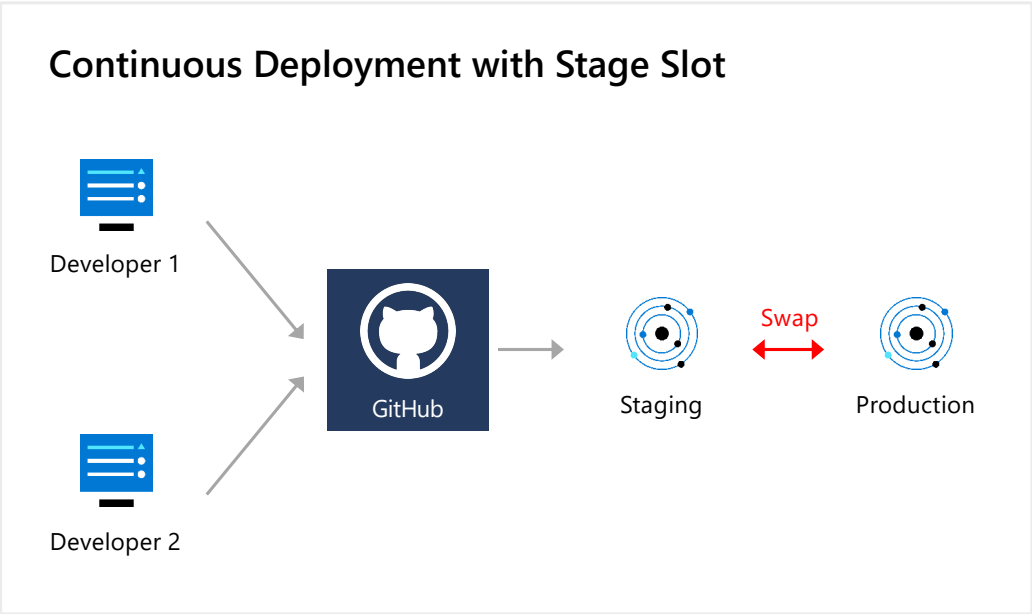 Continuous Deployment with Stage Slot
Developer 1
GitHub
Swap
Staging
Production
Developer 2